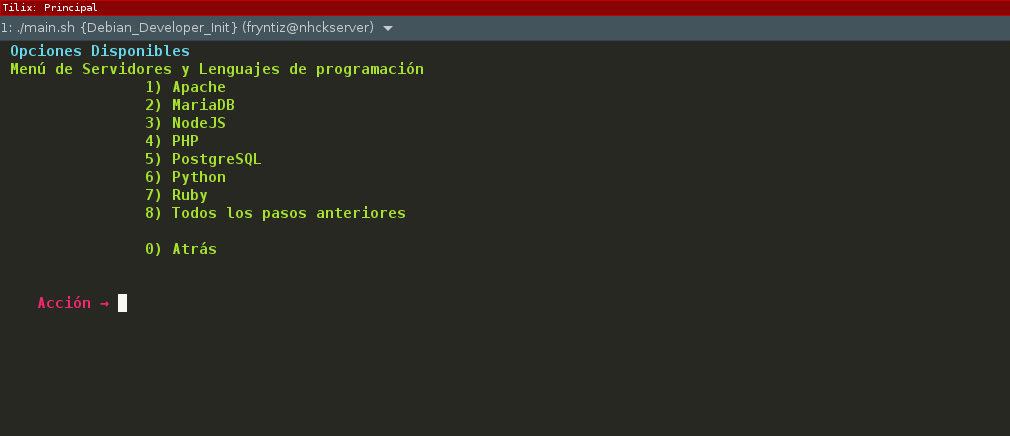 Tilix: Principal
1: ./main.sh {Debian_Developer_Init} (fryntiz@nhckserver)
Opciones Disponibles
Menú de Servidores y Lenguajes de programación
1) Apache
2) MariaDB
3) NodeJS
4) PHP
5) PostgreSQL
6) Python
7) Ruby
8) Todos los pasos anteriores
0) Atrás
Acción →